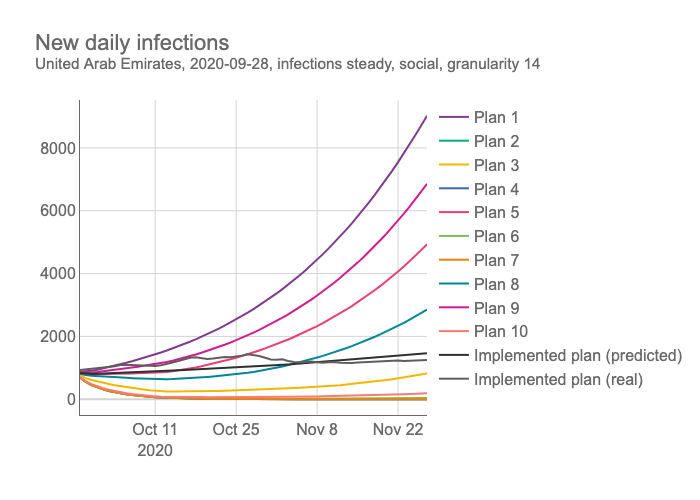 New daily infections
United Arab Emirates, 2020-09-28, infections steady, social, granularity 14
8000
6000
4000
2000
0
Oct 11
2020
Oct 25
Nov 8
Nov 22
Plan 1
Plan 2
Plan 3
Plan 4
Plan 5
Plan 6
Plan 7
Plan 8
Plan 9
Plan 10
Implemented plan (predicted)
Implemented plan (real)